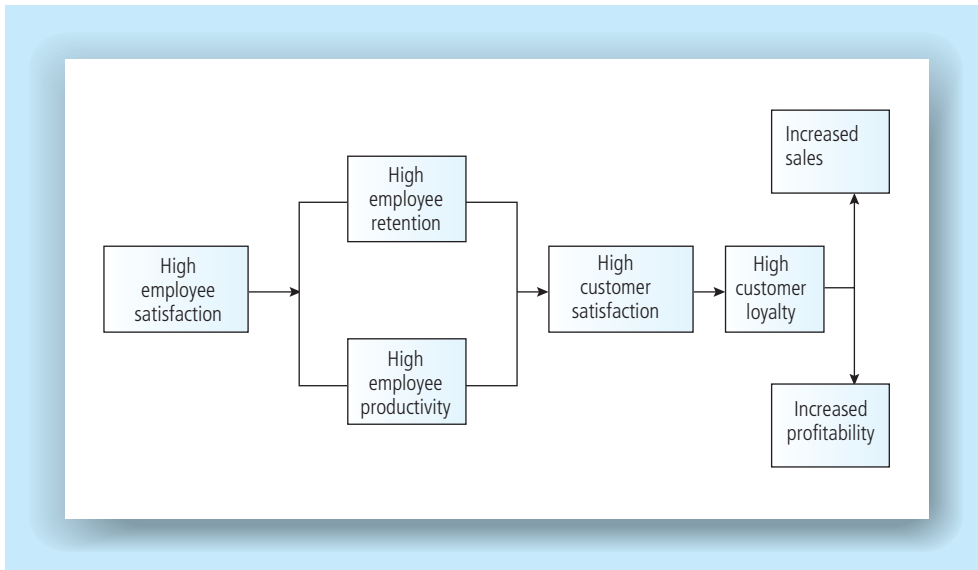 High
employee
satisfaction
High
employee
retention
High
employee
productivity
High
customer
satisfaction
High
customer
loyalty
Increased
sales
Increased
profitability